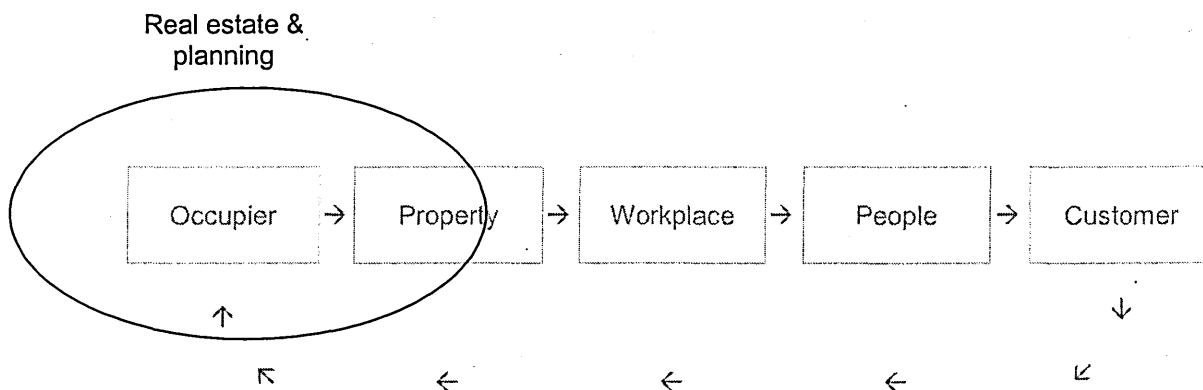 Real estate &
planning
Occupier → Property → Workplace → People → Customer
↑ ↓
↖ ← ← ← ↙